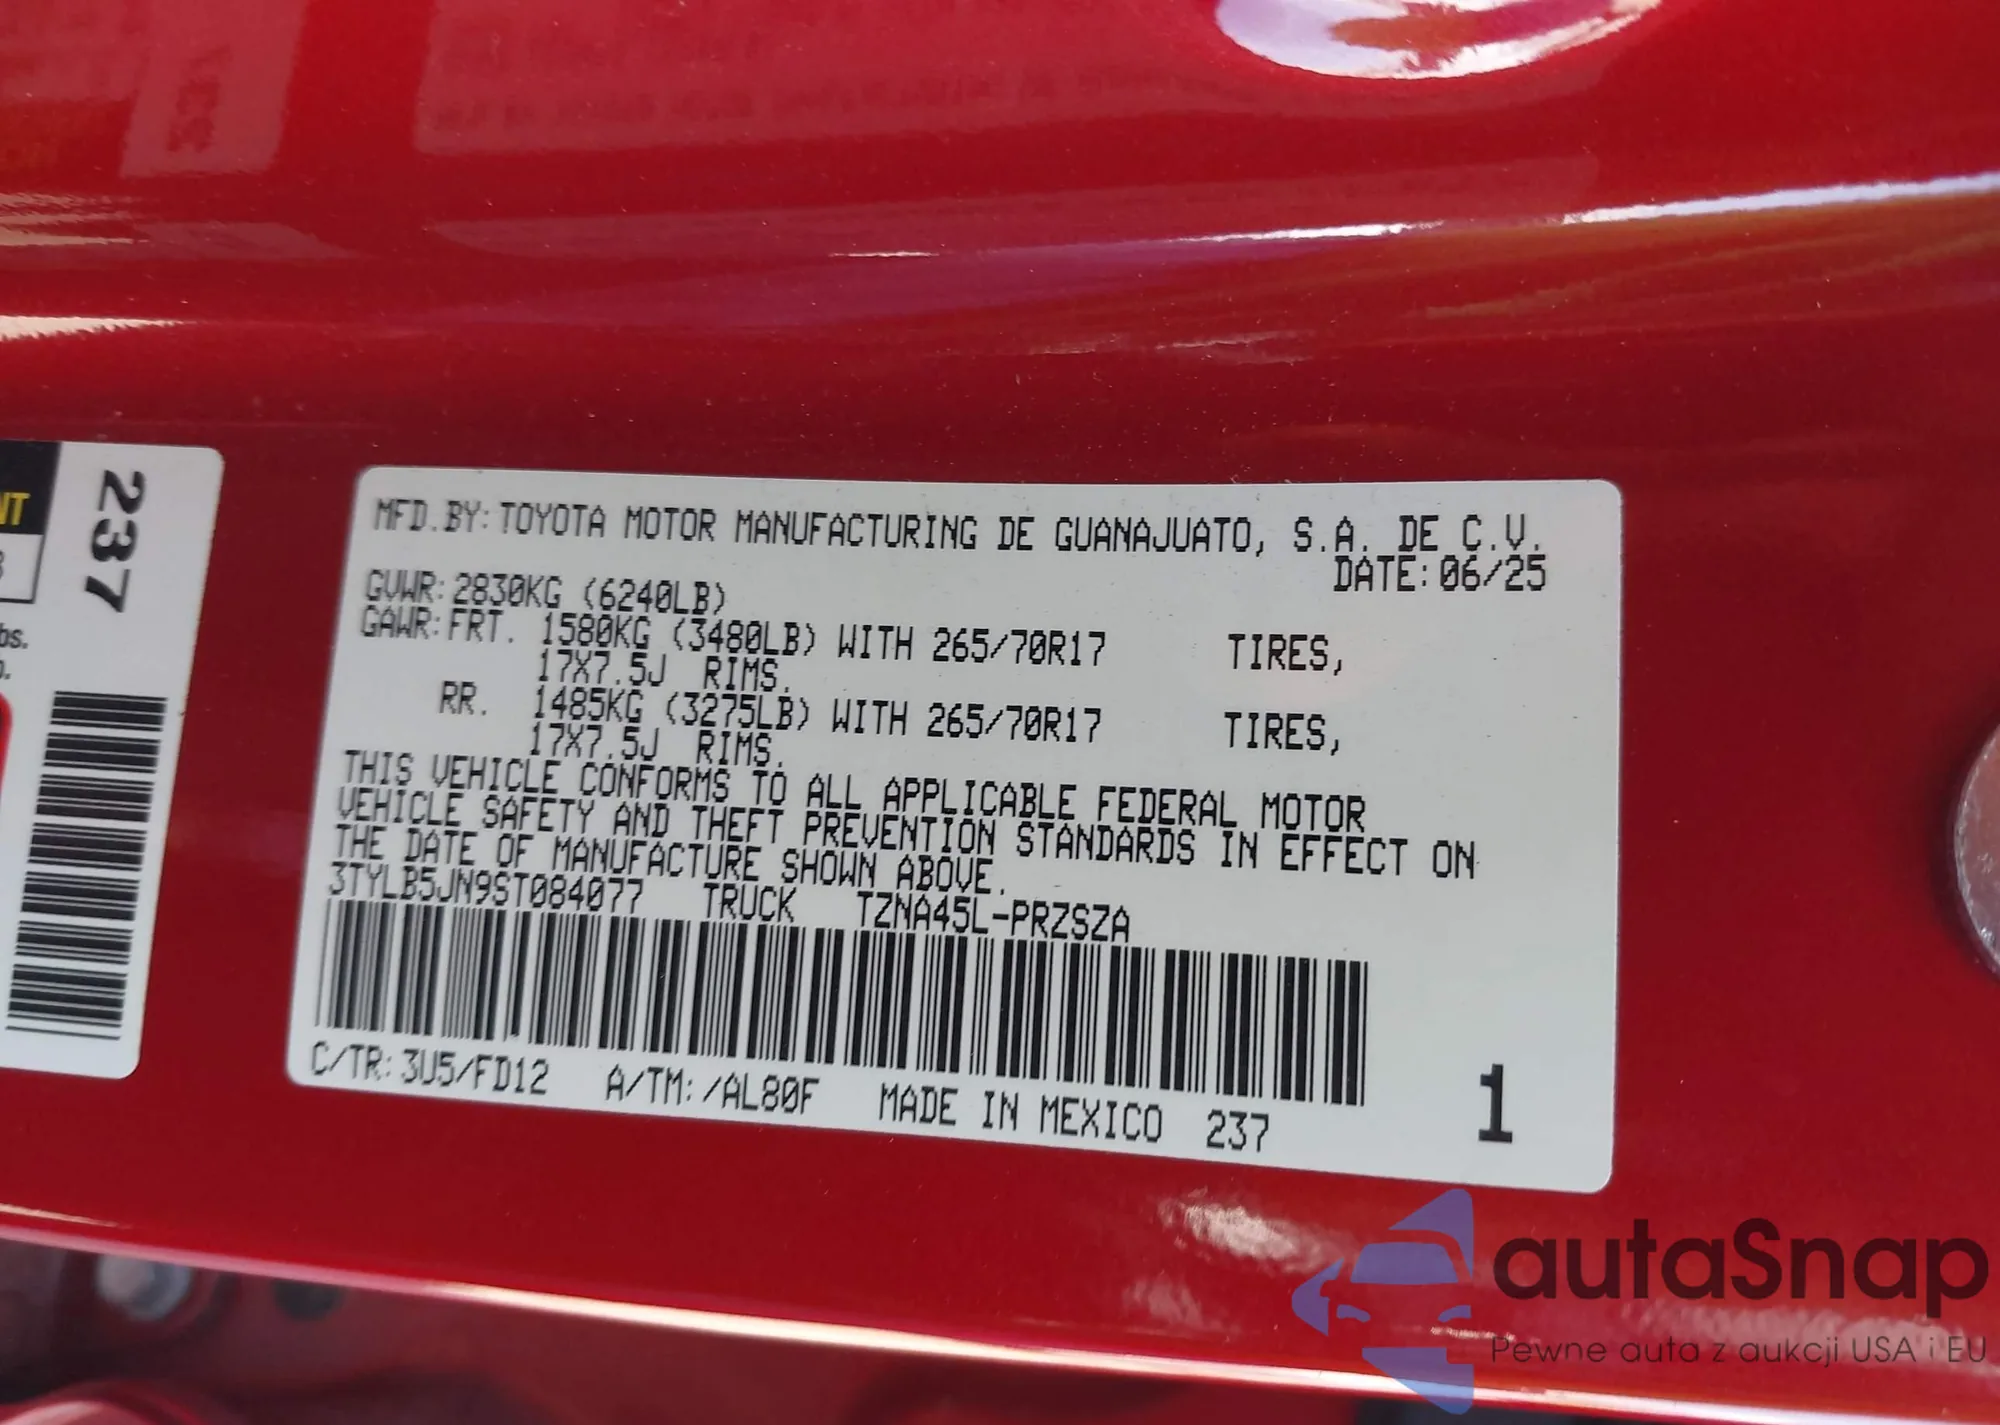 NT
237
bs.
MFD.BY: TOYOTA MOTOR MANUFACTURING DE GUANAJUATO, S.A. DE C.V.
DATE: 06/25
GVWR: 2830KG (6240LB)
GAWR: FRT. 1580KG (3480LB) WITH 265/70R17 TIRES,
17X7.5J RIMS.
RR. 1485KG (3275LB) WITH 265/70R17 TIRES,
17X7.5J RIMS.
THIS VEHICLE CONFORMS TO ALL APPLICABLE FEDERAL MOTOR
VEHICLE SAFETY AND THEFT PREVENTION STANDARDS IN EFFECT ON
THE DATE OF MANUFACTURE SHOWN ABOVE.
3TYLB5JN9ST084077 TRUCK TZNA45L-PRZSZA
C/TR: 3U5/FD12 A/TM: /AL80F MADE IN MEXICO 237
1
autaSnap
Pewne auta z aukcji USA i EU